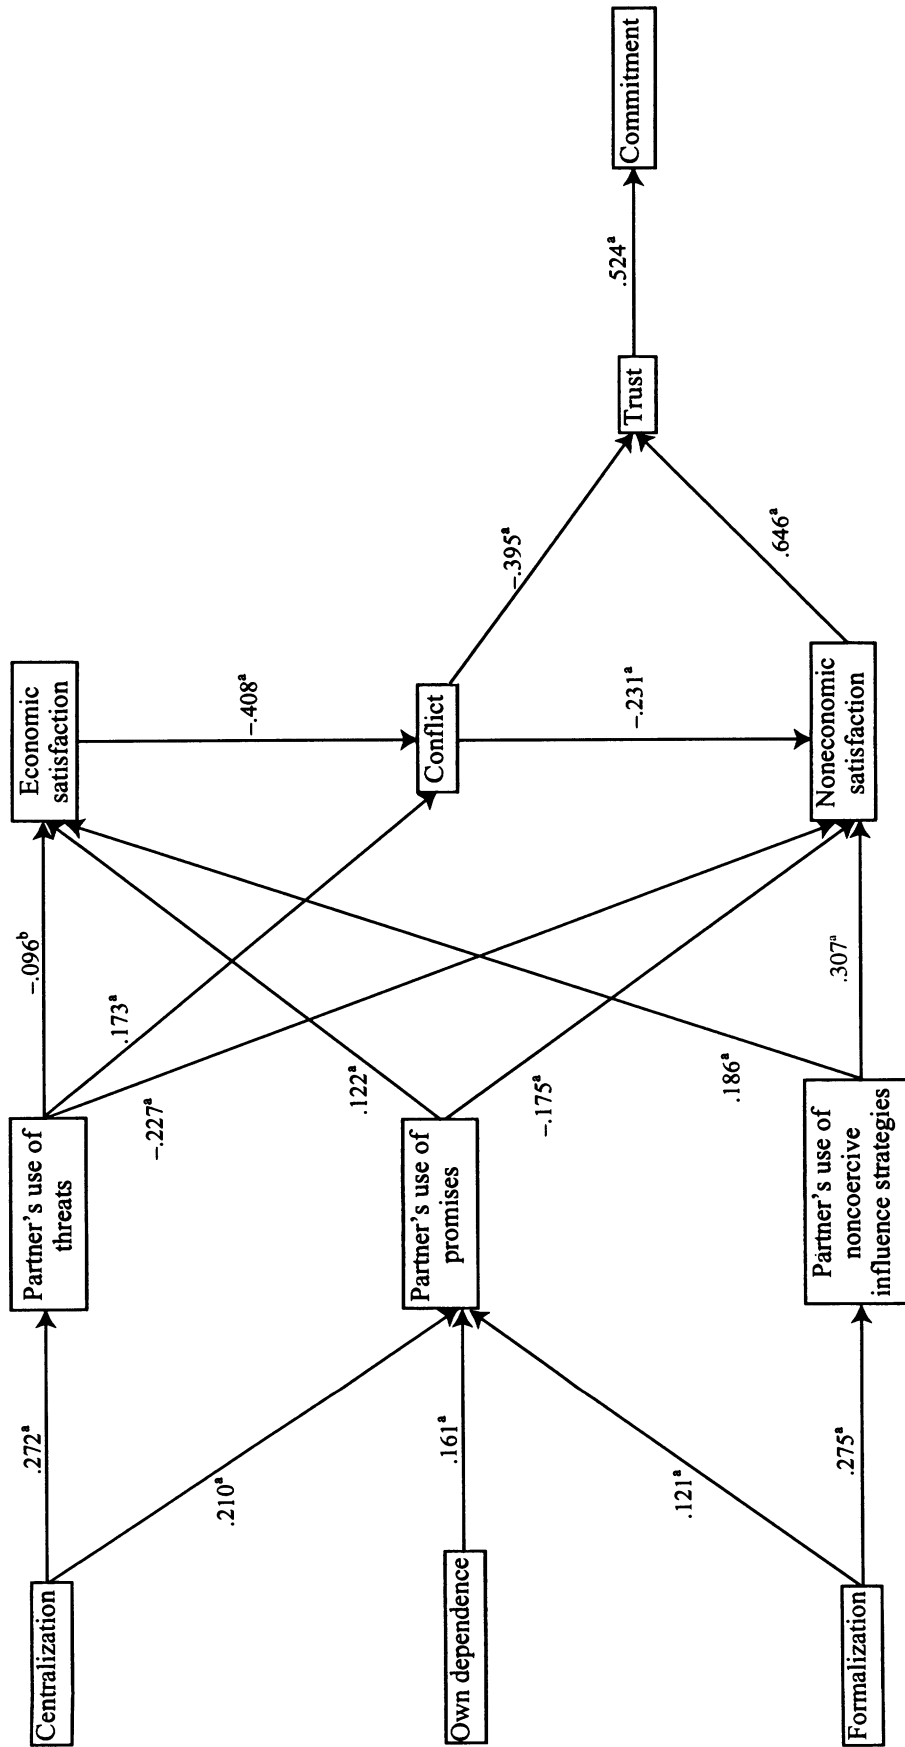 Centralization
Own dependence
Formalization
.272ᵃ
.210ᵃ
.161ᵃ
.121ᵃ
.275ᵃ
Partner's use of
threats
Partner's use of
promises
Partner's use of
noncoercive
influence strategies
–.096ᵇ
.173ᵃ
–.227ᵃ
.122ᵃ
–.175ᵃ
.186ᵃ
.307ᵃ
Economic
satisfaction
–.408ᵃ
Conflict
–.231ᵃ
Noneconomic
satisfaction
–.395ᵃ
.646ᵃ
Trust
.524ᵃ
Commitment